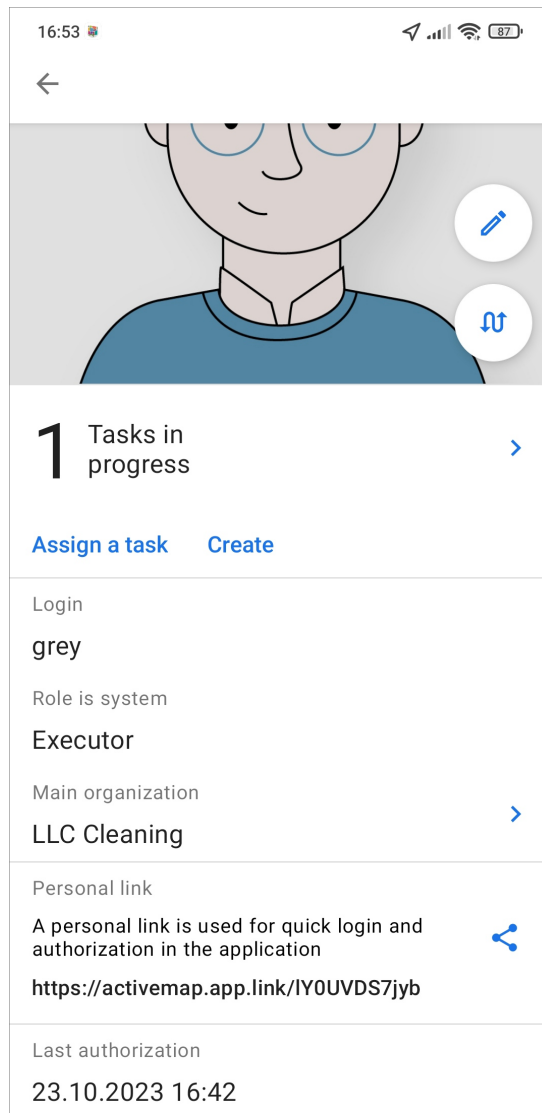 16:53
87
1
Tasks in
progress
Assign a task
Create
Login
grey
Role is system
Executor
Main organization
LLC Cleaning
Personal link
A personal link is used for quick login and
authorization in the application
https://activemap.app.link/lY0UVDS7jyb
Last authorization
23.10.2023 16:42